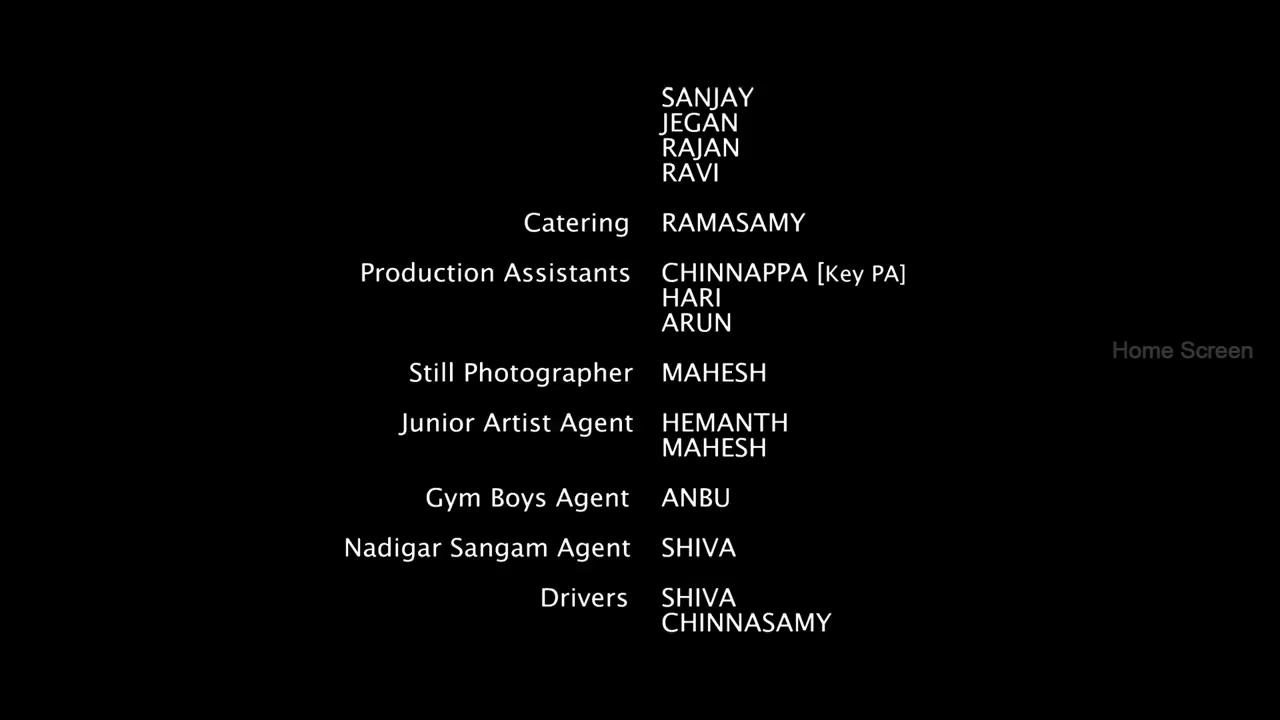 SANJAY
JEGAN
RAJAN
RAVI
Catering RAMASAMY
Production Assistants CHINNAPPA [Key PA]
HARI
ARUN
Home Screen
Still Photographer MAHESH
Junior Artist Agent HEMANTH
MAHESH
Gym Boys Agent ANBU
Nadigar Sangam Agent SHIVA
Drivers SHIVA
CHINNASAMY